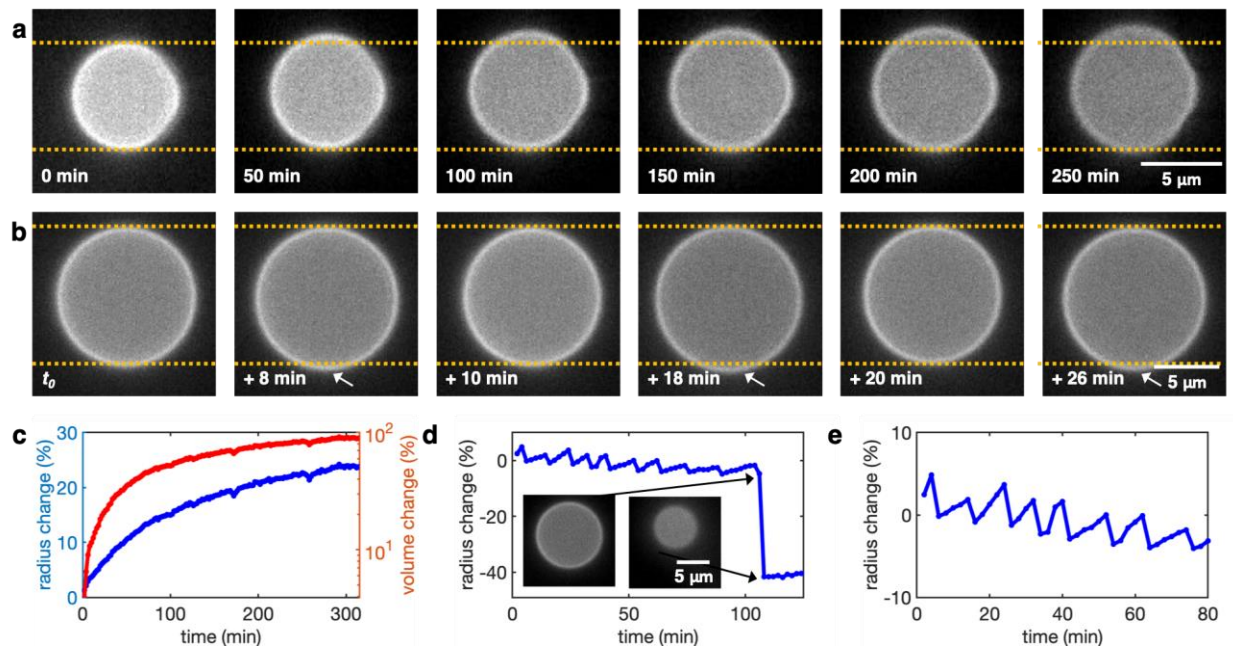 a
0 min
50 min
100 min
150 min
200 min
250 min
5 µm
b
t0
+ 8 min
+ 10 min
+ 18 min
+ 20 min
+ 26 min
5 µm
c
30
20
10
0
radius change (%)
10^2
10^1
volume change (%)
0
100
200
300
time (min)
d
0
-20
-40
radius change (%)
5 µm
0
50
100
time (min)
e
10
0
-10
radius change (%)
0
20
40
60
80
time (min)